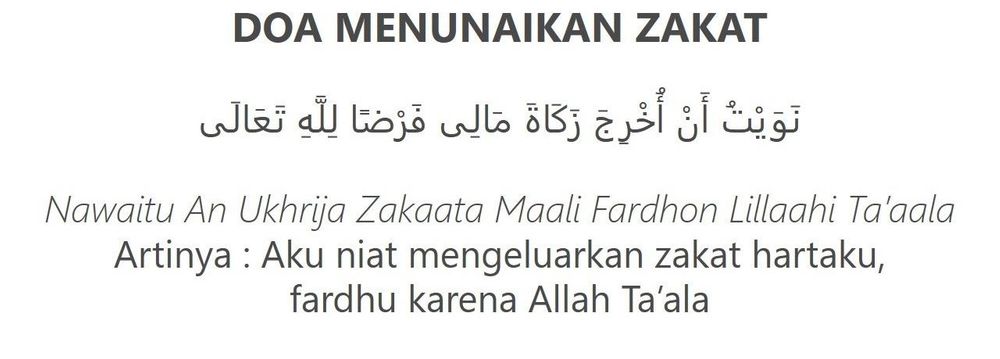 DOA MENUNAIKAN ZAKAT
نَوَيْتُ أَنْ أُخْرِجَ زَكَاةَ مَالِى فَرْضًا لِلَّهِ تَعَالَى
Nawaitu An Ukhrija Zakaata Maali Fardhon Lillaahi Ta'aala
Artinya : Aku niat mengeluarkan zakat hartaku,
fardhu karena Allah Ta’ala